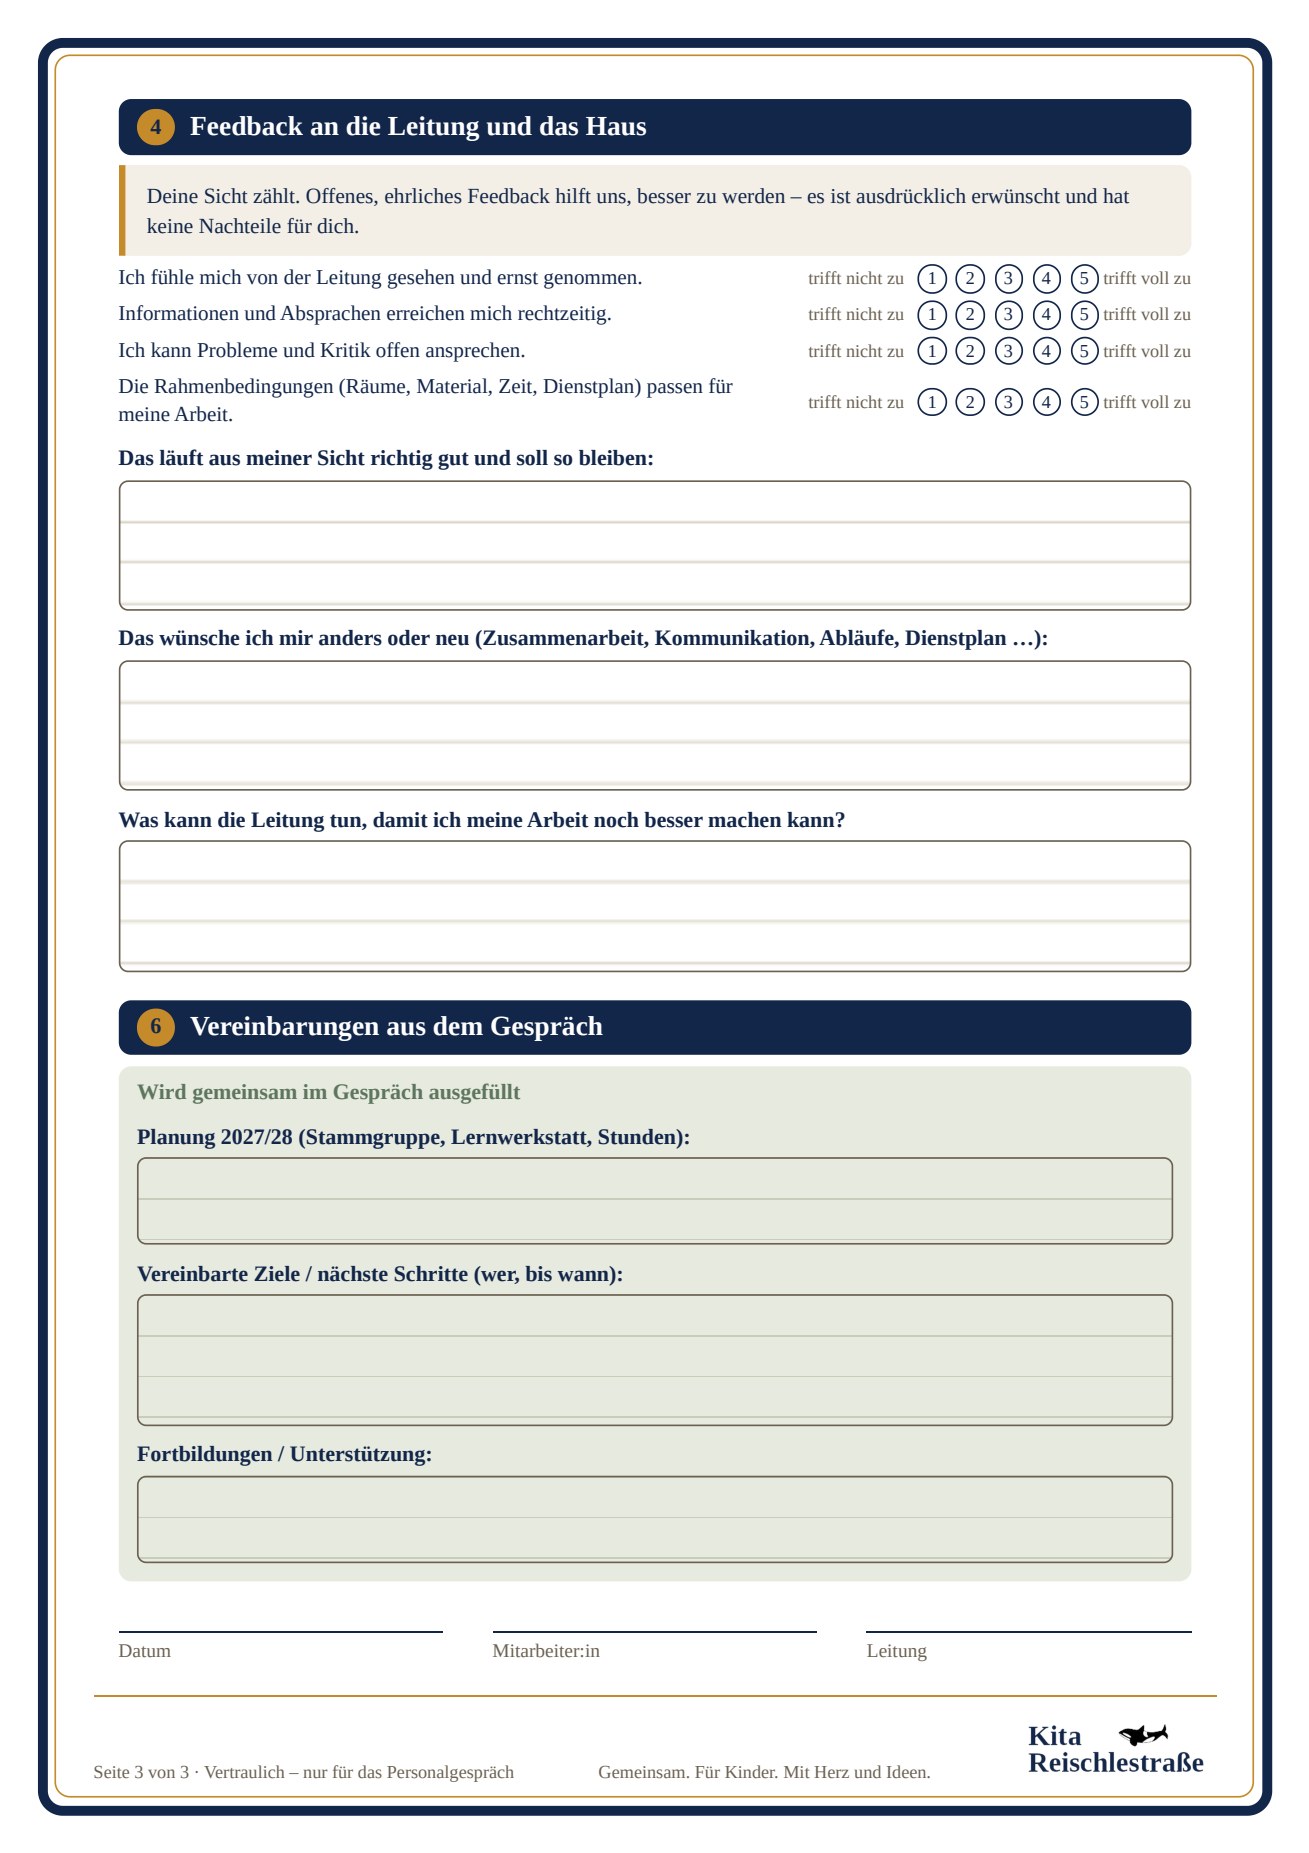 4 Feedback an die Leitung und das Haus
Deine Sicht zählt. Offenes, ehrliches Feedback hilft uns, besser zu werden – es ist ausdrücklich erwünscht und hat
keine Nachteile für dich.
Ich fühle mich von der Leitung gesehen und ernst genommen. trifft nicht zu 1 2 3 4 5 trifft voll zu
Informationen und Absprachen erreichen mich rechtzeitig. trifft nicht zu 1 2 3 4 5 trifft voll zu
Ich kann Probleme und Kritik offen ansprechen. trifft nicht zu 1 2 3 4 5 trifft voll zu
Die Rahmenbedingungen (Räume, Material, Zeit, Dienstplan) passen für
meine Arbeit. trifft nicht zu 1 2 3 4 5 trifft voll zu
Das läuft aus meiner Sicht richtig gut und soll so bleiben:
Das wünsche ich mir anders oder neu (Zusammenarbeit, Kommunikation, Abläufe, Dienstplan …):
Was kann die Leitung tun, damit ich meine Arbeit noch besser machen kann?
6 Vereinbarungen aus dem Gespräch
Wird gemeinsam im Gespräch ausgefüllt
Planung 2027/28 (Stammgruppe, Lernwerkstatt, Stunden):
Vereinbarte Ziele / nächste Schritte (wer, bis wann):
Fortbildungen / Unterstützung:
Datum Mitarbeiter:in Leitung
Kita
Reischlestraße
Seite 3 von 3 · Vertraulich – nur für das Personalgespräch Gemeinsam. Für Kinder. Mit Herz und Ideen.